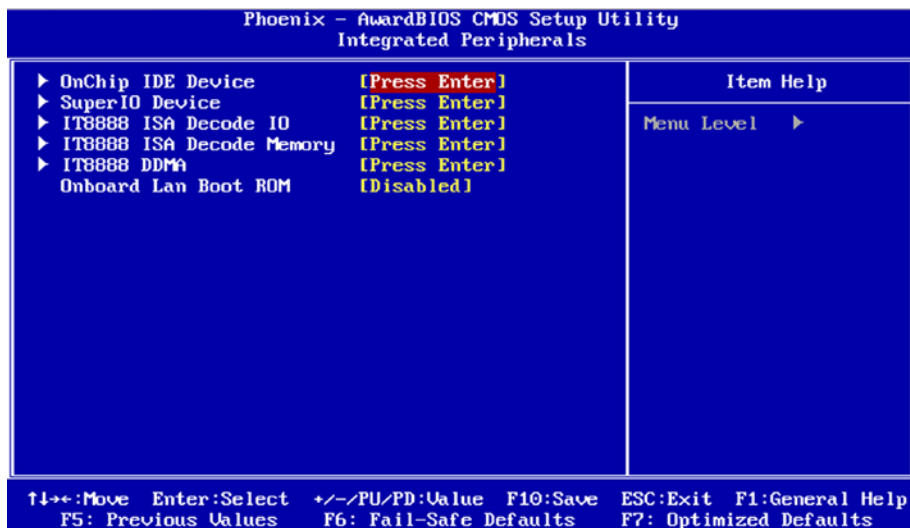 Phoenix - AwardBIOS CMOS Setup Utility
Integrated Peripherals
▶ OnChip IDE Device [Press Enter]
▶ SuperIO Device [Press Enter]
▶ IT8888 ISA Decode IO [Press Enter]
▶ IT8888 ISA Decode Memory [Press Enter]
▶ IT8888 DDMA [Press Enter]
Onboard Lan Boot ROM [Disabled]
Item Help
Menu Level ▶
↑↓→←:Move Enter:Select +/-/PU/PD:Value F10:Save ESC:Exit F1:General Help
F5: Previous Values F6: Fail-Safe Defaults F7: Optimized Defaults